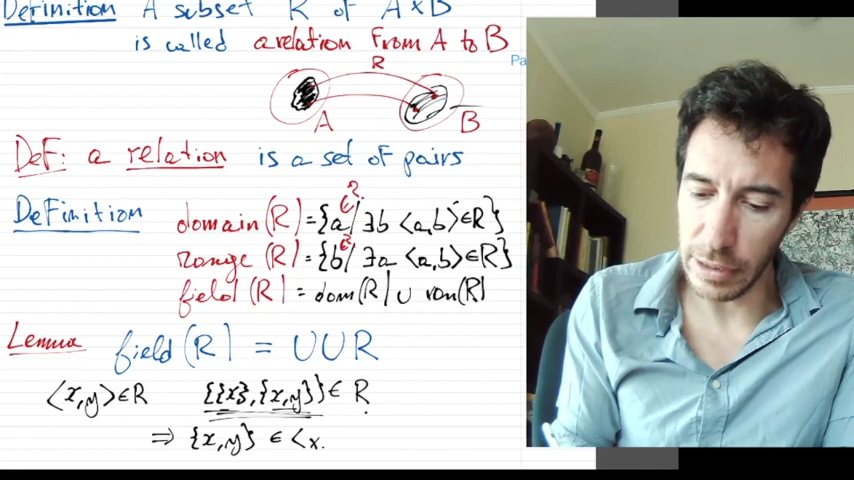 Definition A subset R of A×B
is called a relation from A to B
Pa
R
A
B
Def: a relation is a set of pairs
Definition
domain(R)={a/∃b <a,b>∈R}
range(R)={b/∃a <a,b>∈R}
field(R)=dom(R)∪ran(R)
Lemma field(R)=∪∪R
<x,y>∈R {{x},{x,y}}∈R
⇒ {x,y}∈<x.